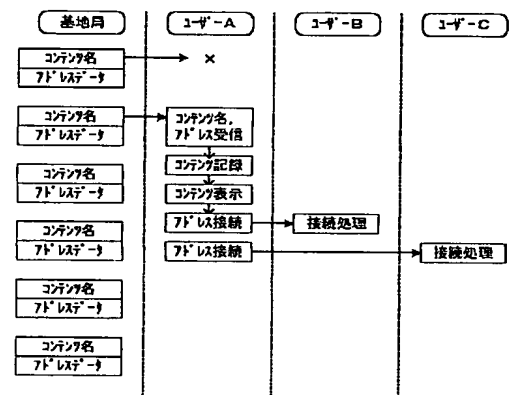 基地局
ユーザーA
ユーザーB
ユーザーC
コンテンツ名
アドレスデータ
×
コンテンツ名
アドレスデータ
コンテンツ名,
アドレス受信
コンテンツ記録
コンテンツ名
アドレスデータ
コンテンツ表示
コンテンツ名
アドレスデータ
アドレス接続
接続処理
アドレス接続
接続処理
コンテンツ名
アドレスデータ
コンテンツ名
アドレスデータ